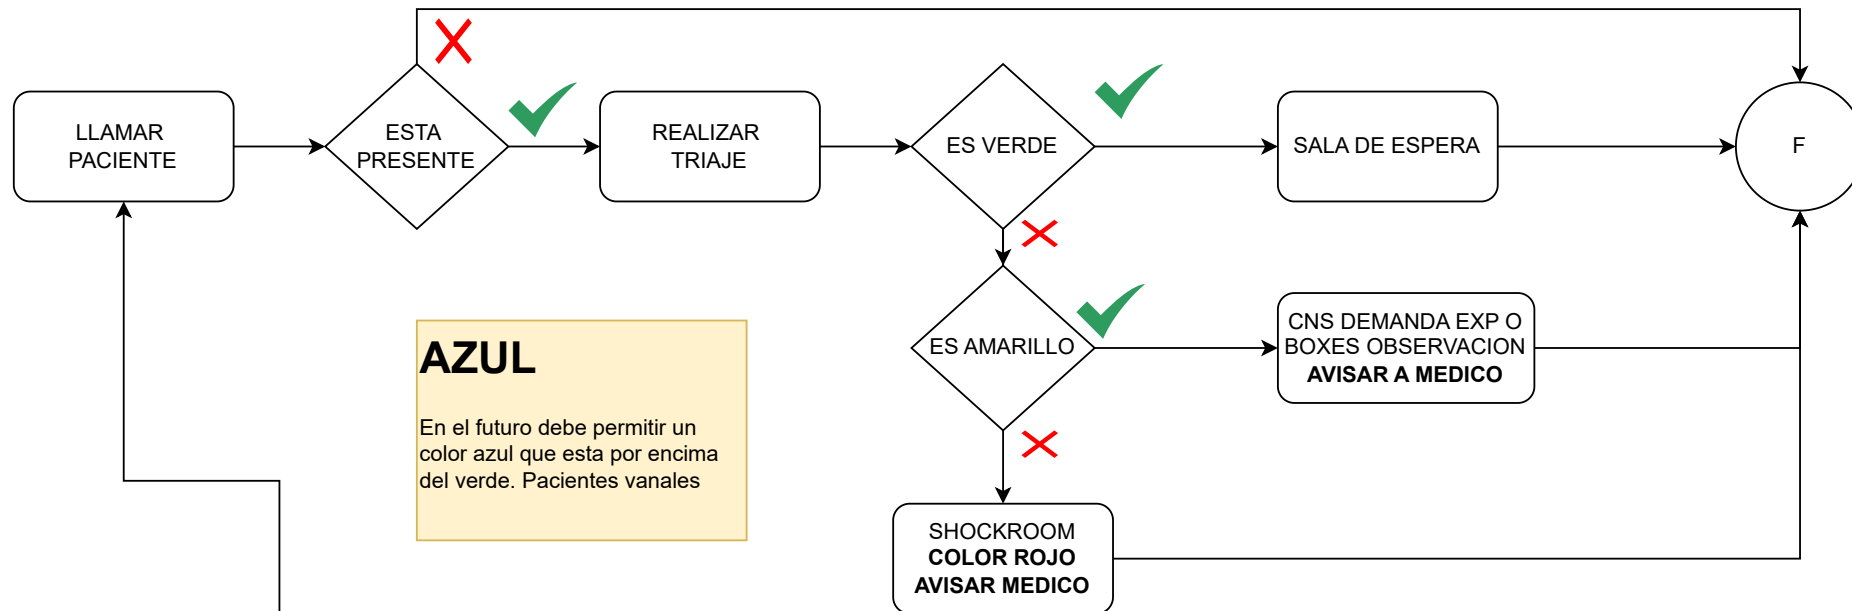 LLAMAR
PACIENTE
ESTA
PRESENTE
REALIZAR
TRIAJE
ES VERDE
SALA DE ESPERA
F
ES AMARILLO
CNS DEMANDA EXP O
BOXES OBSERVACION
AVISAR A MEDICO
AZUL
En el futuro debe permitir un
color azul que esta por encima
del verde. Pacientes vanales
SHOCKROOM
COLOR ROJO
AVISAR MEDICO